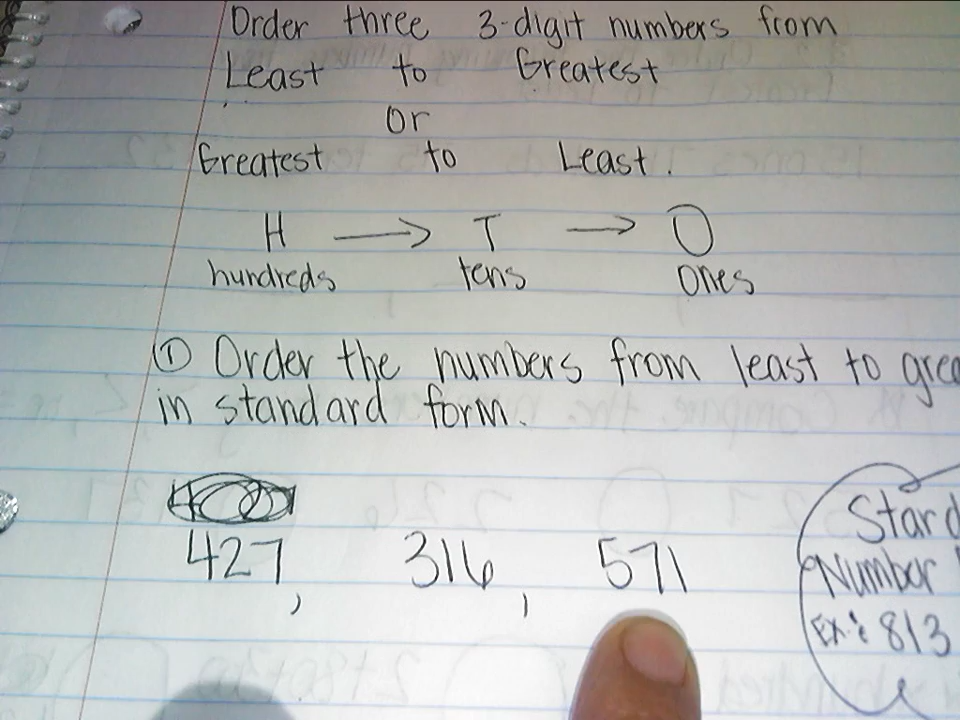 Order three 3-digit numbers from
Least to Greatest
or
Greatest to Least.
H → T → O
hundreds tens ones
① Order the numbers from least to grea
in standard form.
427, 316, 571
Stand
Number
Ex: 813